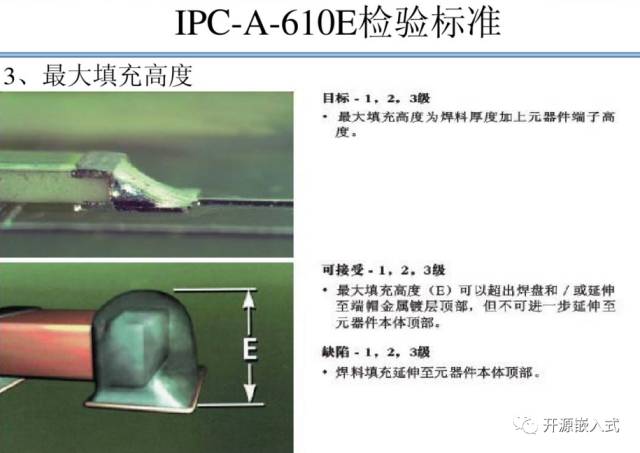 IPC-A-610E检验标准
3、最大填充高度
目标 - 1，2，3级
• 最大填充高度为焊料厚度加上元器件端子高
度。
可接受 - 1，2，3级
• 最大填充高度（E）可以超出焊盘和 / 或延伸
至端帽金属镀层顶部，但不可进一步延伸至
元器件本体顶部。
E
缺陷 - 1，2，3级
• 焊料填充延伸至元器件本体顶部。
开源嵌入式